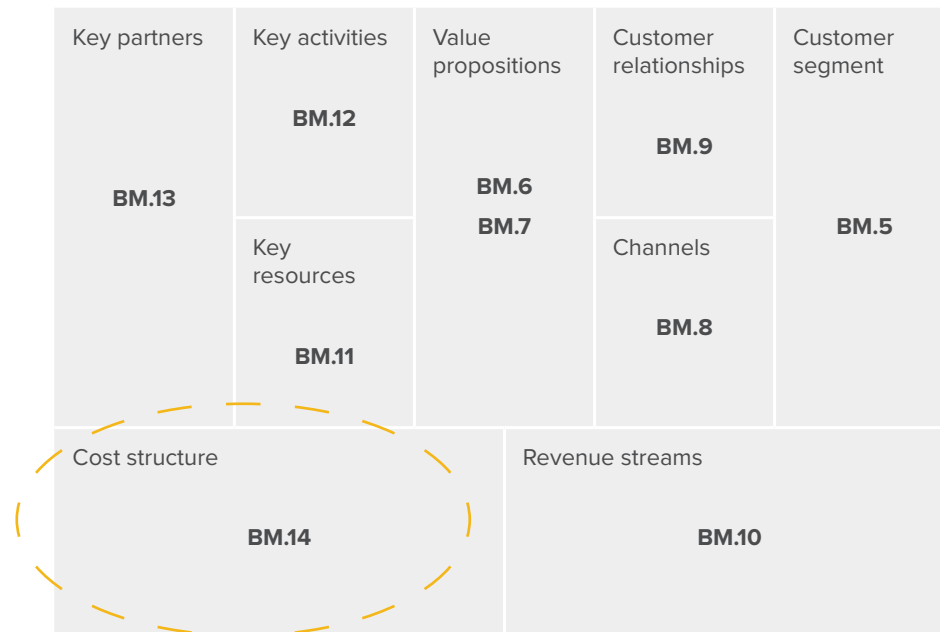 Key partners
BM.13
Key activities
BM.12
Key
resources
BM.11
Value
propositions
BM.6
BM.7
Customer
relationships
BM.9
Channels
BM.8
Customer
segment
BM.5
Cost structure
BM.14
Revenue streams
BM.10